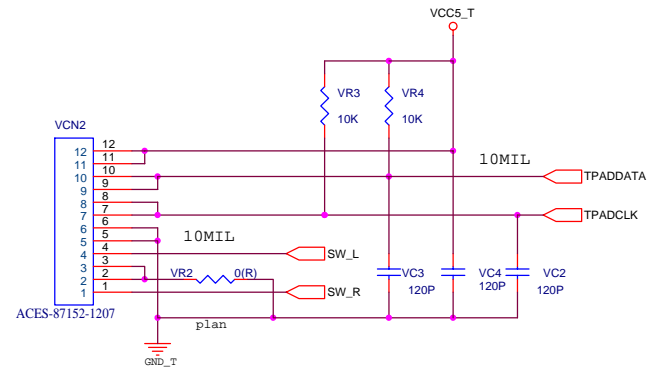 VCC5_T
VR3
VR4
10K
10K
VCN2
12
12
11
11
10
10
10MIL
TPADDATA
9
9
8
8
7
7
TPADCLK
6
6
10MIL
5
5
4
4
SW_L
3
3
VR2
0(R)
VC3
VC4
VC2
2
2
120P
120P
120P
1
1
SW_R
ACES-87152-1207
plan
GND_T